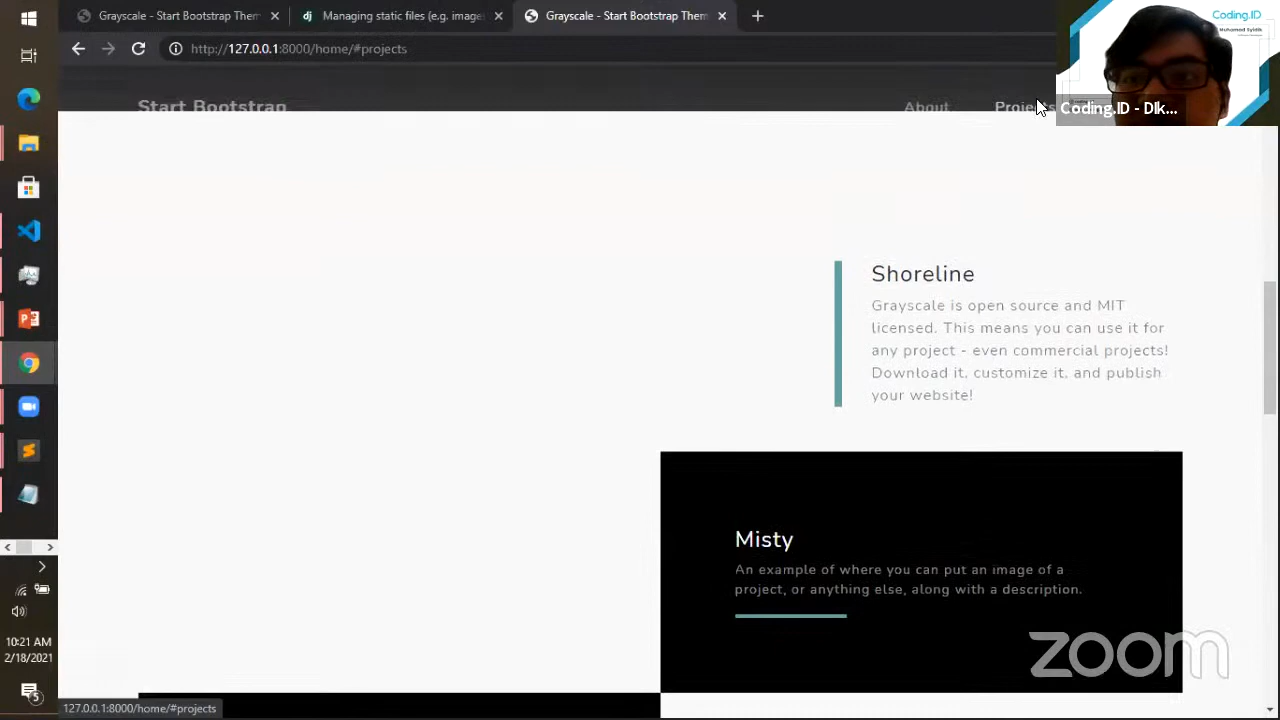 Grayscale - Start Bootstrap Them
Managing static files (e.g. image
Grayscale - Start Bootstrap Them
http://127.0.0.1:8000/home/#projects
Coding.ID
Muhamad Syidik
Start Bootstrap
About
Projects
Coding.ID - DIk...
Shoreline
Grayscale is open source and MIT
licensed. This means you can use it for
any project - even commercial projects!
Download it, customize it, and publish
your website!
Misty
An example of where you can put an image of a
project, or anything else, along with a description.
zoom
10:21 AM
2/18/2021
5
127.0.0.1:8000/home/#projects